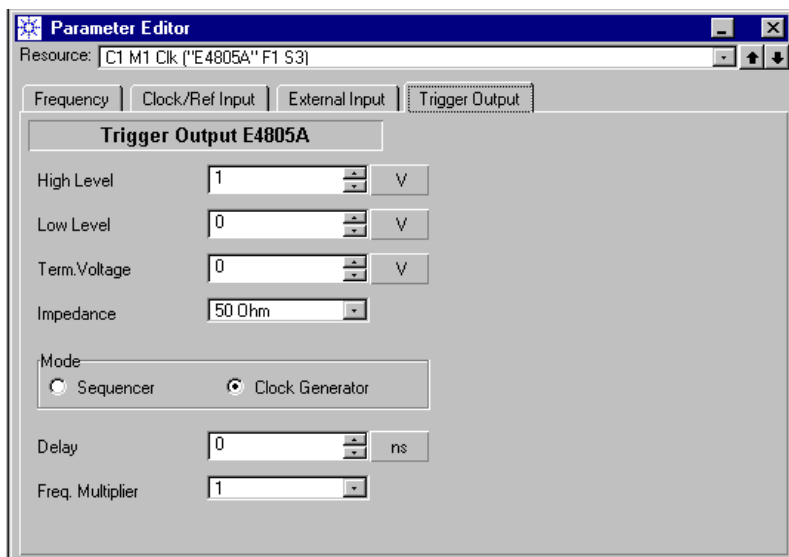 Parameter Editor
Resource: C1 M1 Clk ("E4805A" F1 S3)
Frequency Clock/Ref Input External Input Trigger Output
Trigger Output E4805A
High Level 1 V
Low Level 0 V
Term.Voltage 0 V
Impedance 50 Ohm
Mode
Sequencer Clock Generator
Delay 0 ns
Freq. Multiplier 1